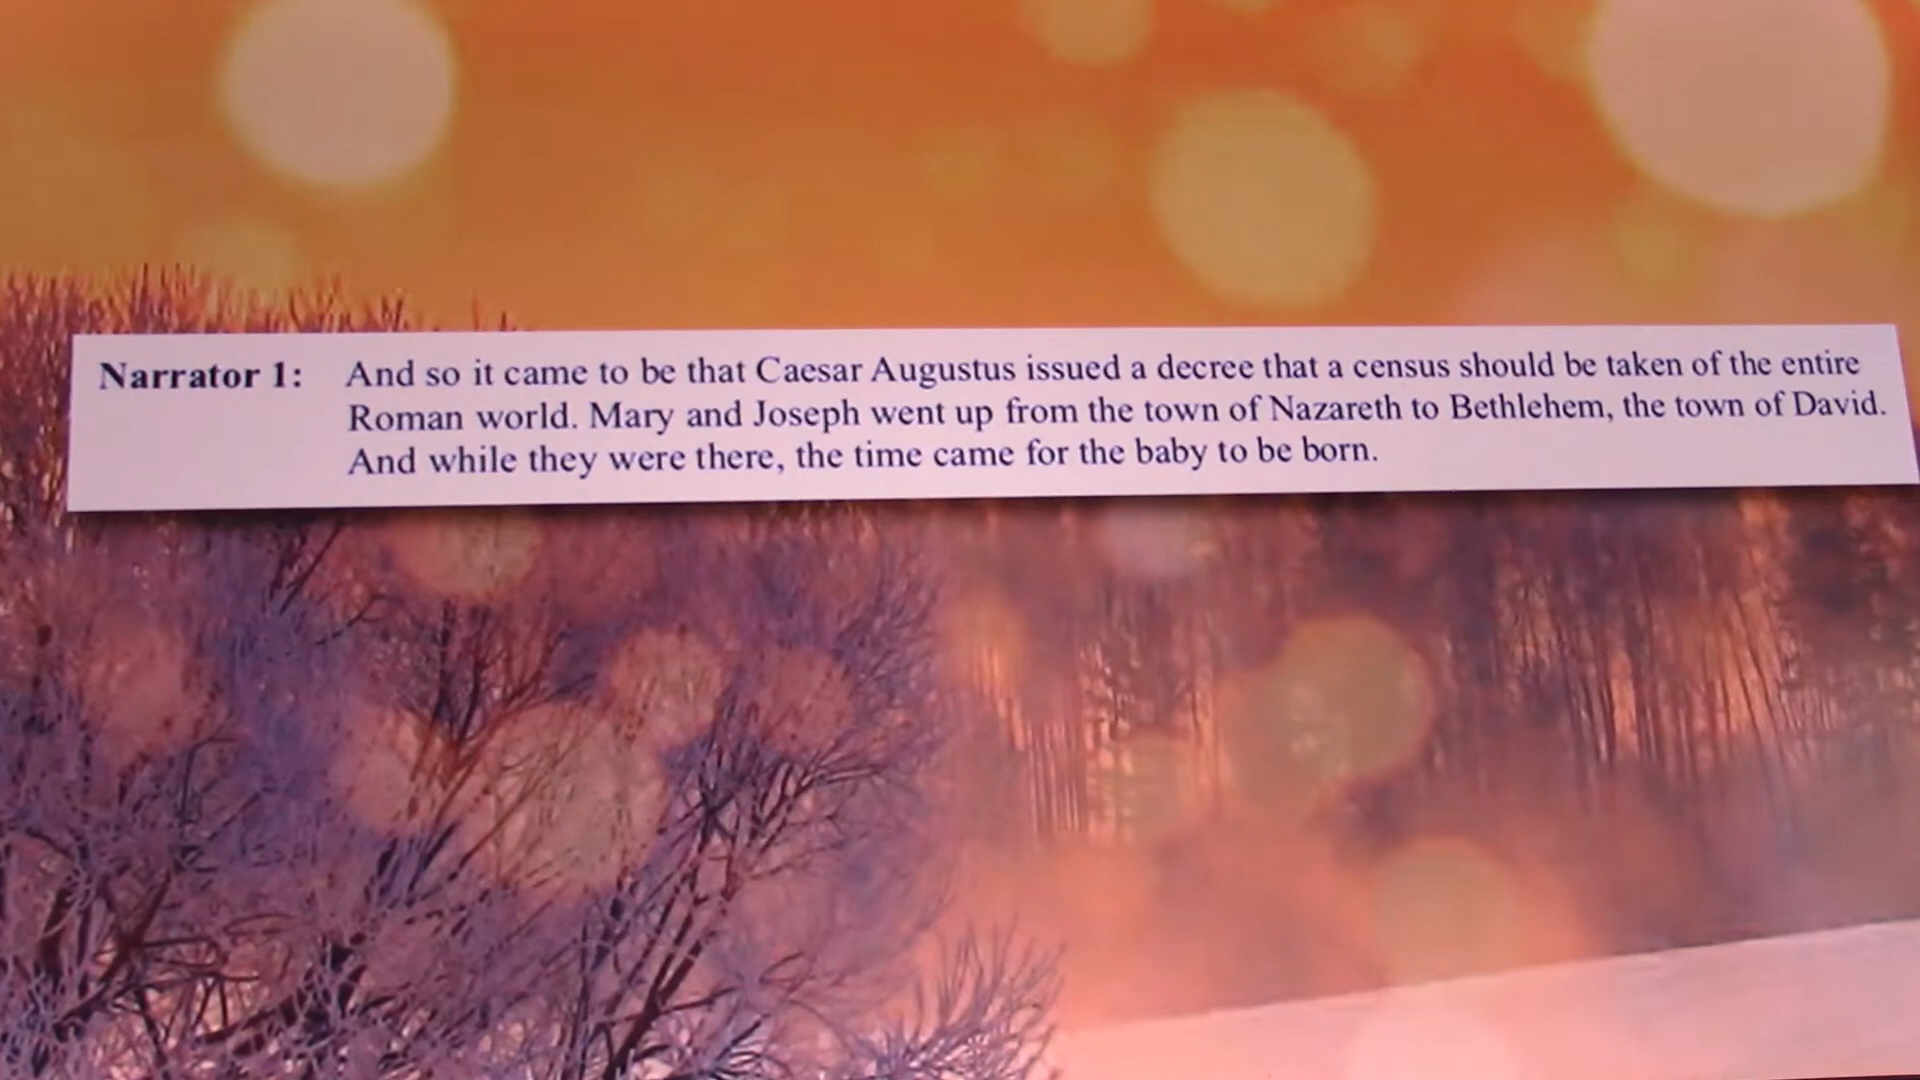 Narrator 1: And so it came to be that Caesar Augustus issued a decree that a census should be taken of the entire
Roman world. Mary and Joseph went up from the town of Nazareth to Bethlehem, the town of David.
And while they were there, the time came for the baby to be born.